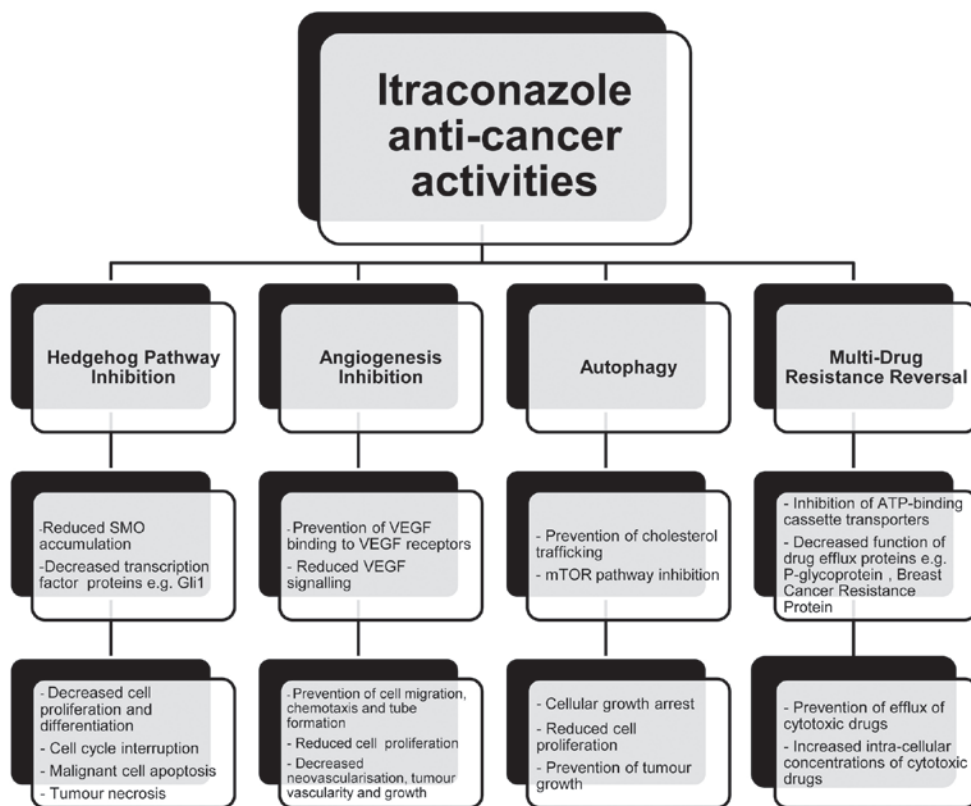 Itraconazole
anti-cancer
activities
Hedgehog Pathway
Inhibition
Angiogenesis
Inhibition
Autophagy
Multi-Drug
Resistance Reversal
-Reduced SMO
accumulation
-Decreased transcription
factor proteins e.g. Gli1
-Prevention of VEGF
binding to VEGF receptors
- Reduced VEGF
signalling
- Prevention of cholesterol
trafficking
- mTOR pathway inhibition
- Inhibition of ATP-binding
cassette transporters
- Decreased function of
drug efflux proteins e.g.
P-glycoprotein , Breast
Cancer Resistance
Protein
- Decreased cell
proliferation and
differentiation
- Cell cycle interruption
- Malignant cell apoptosis
- Tumour necrosis
- Prevention of cell migration,
chemotaxis and tube
formation
- Reduced cell proliferation
- Decreased
neovascularisation, tumour
vascularity and growth
- Cellular growth arrest
- Reduced cell
proliferation
- Prevention of tumour
growth
- Prevention of efflux of
cytotoxic drugs
- Increased intra-cellular
concentrations of cytotoxic
drugs